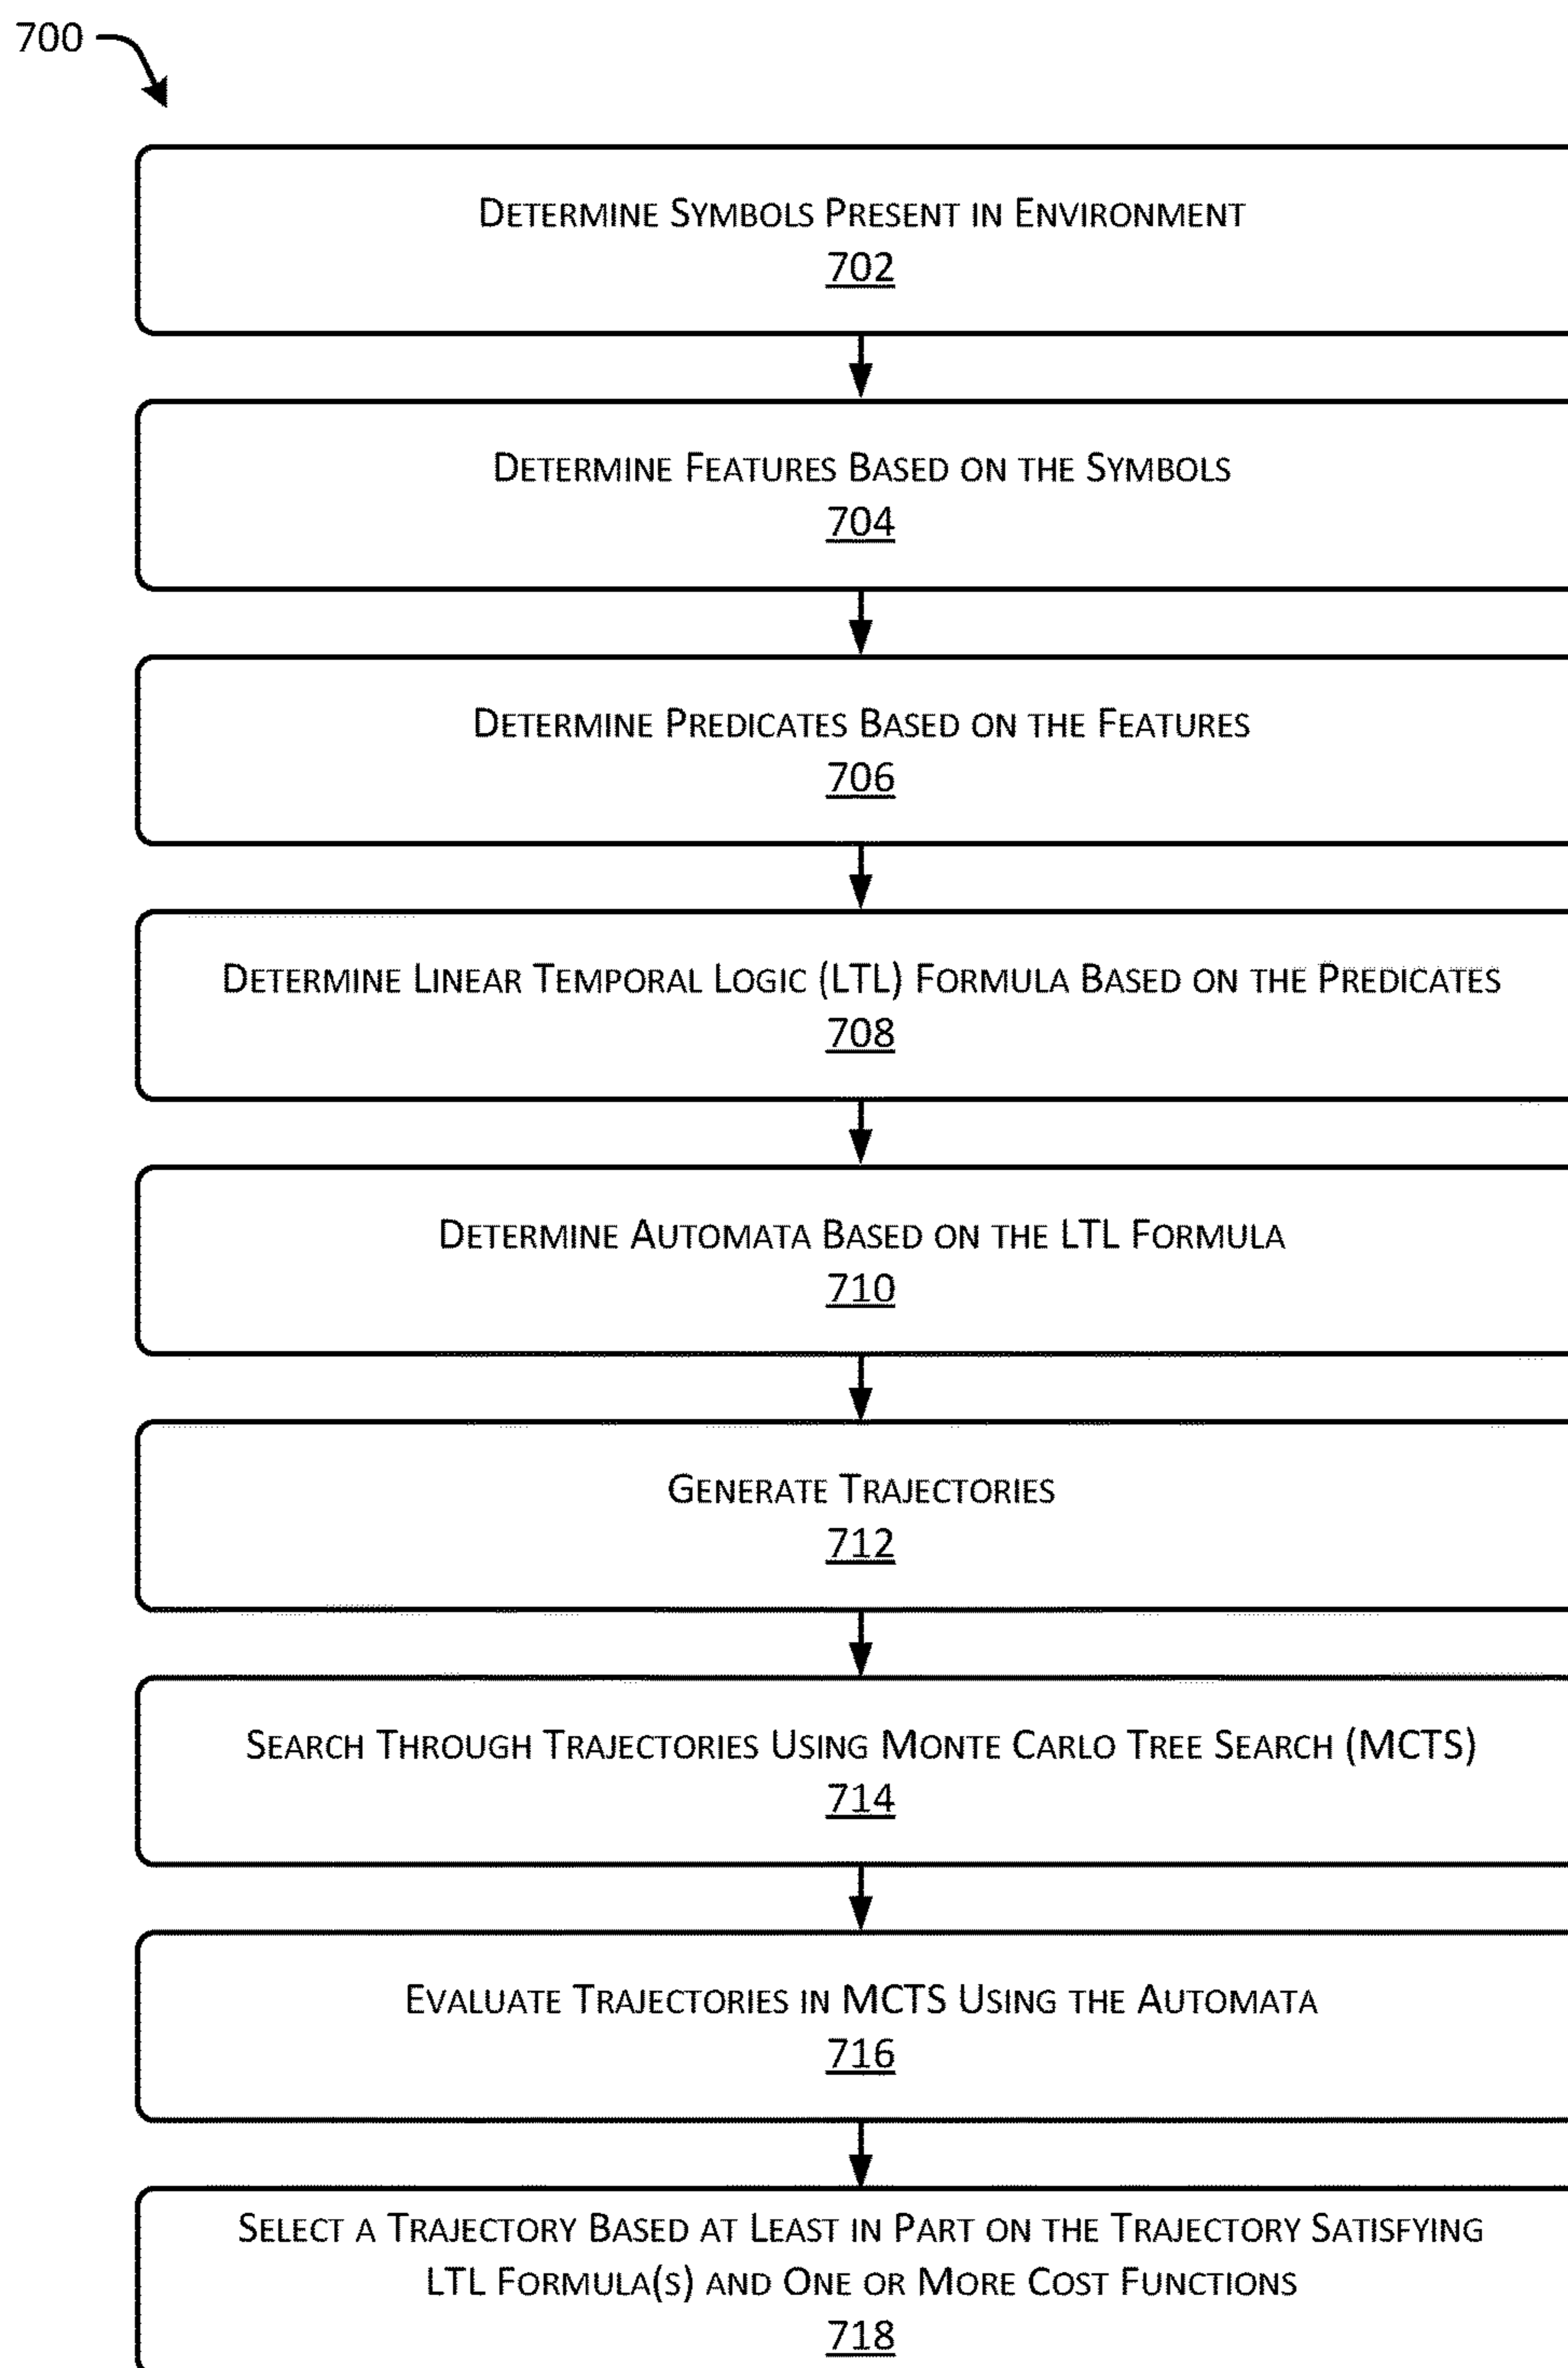 700
DETERMINE SYMBOLS PRESENT IN ENVIRONMENT
702
DETERMINE FEATURES BASED ON THE SYMBOLS
704
DETERMINE PREDICATES BASED ON THE FEATURES
706
DETERMINE LINEAR TEMPORAL LOGIC (LTL) FORMULA BASED ON THE PREDICATES
708
DETERMINE AUTOMATA BASED ON THE LTL FORMULA
710
GENERATE TRAJECTORIES
712
SEARCH THROUGH TRAJECTORIES USING MONTE CARLO TREE SEARCH (MCTS)
714
EVALUATE TRAJECTORIES IN MCTS USING THE AUTOMATA
716
SELECT A TRAJECTORY BASED AT LEAST IN PART ON THE TRAJECTORY SATISFYING
LTL FORMULA(S) AND ONE OR MORE COST FUNCTIONS
718